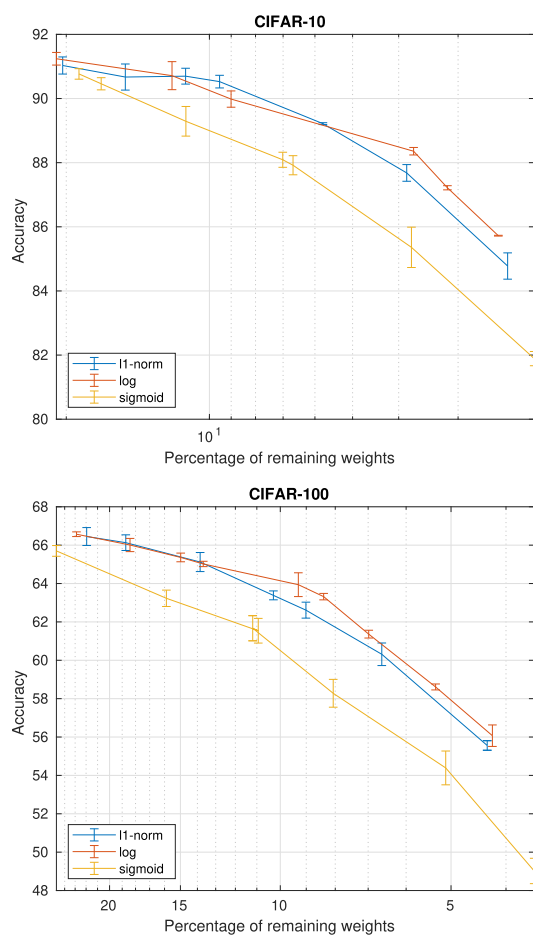 CIFAR-10
92
90
88
86
84
82
80
Accuracy
l1-norm
log
sigmoid
10^1
Percentage of remaining weights
CIFAR-100
68
66
64
62
60
58
56
54
52
50
48
Accuracy
l1-norm
log
sigmoid
20 15 10 5
Percentage of remaining weights